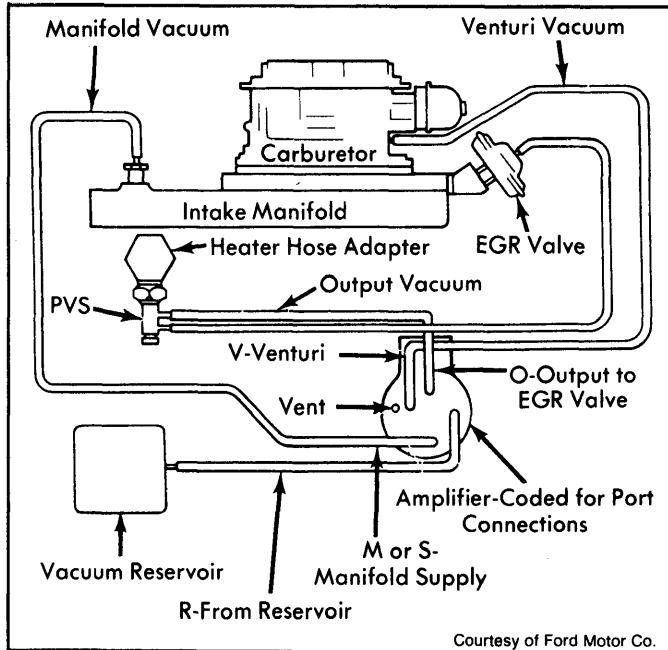 Manifold Vacuum
Venturi Vacuum
Carburetor
Intake Manifold
EGR Valve
Heater Hose Adapter
PVS
Output Vacuum
V-Venturi
O-Output to
EGR Valve
Vent
Amplifier-Coded for Port
Connections
M or S-
Manifold Supply
Vacuum Reservoir
R-From Reservoir
Courtesy of Ford Motor Co.